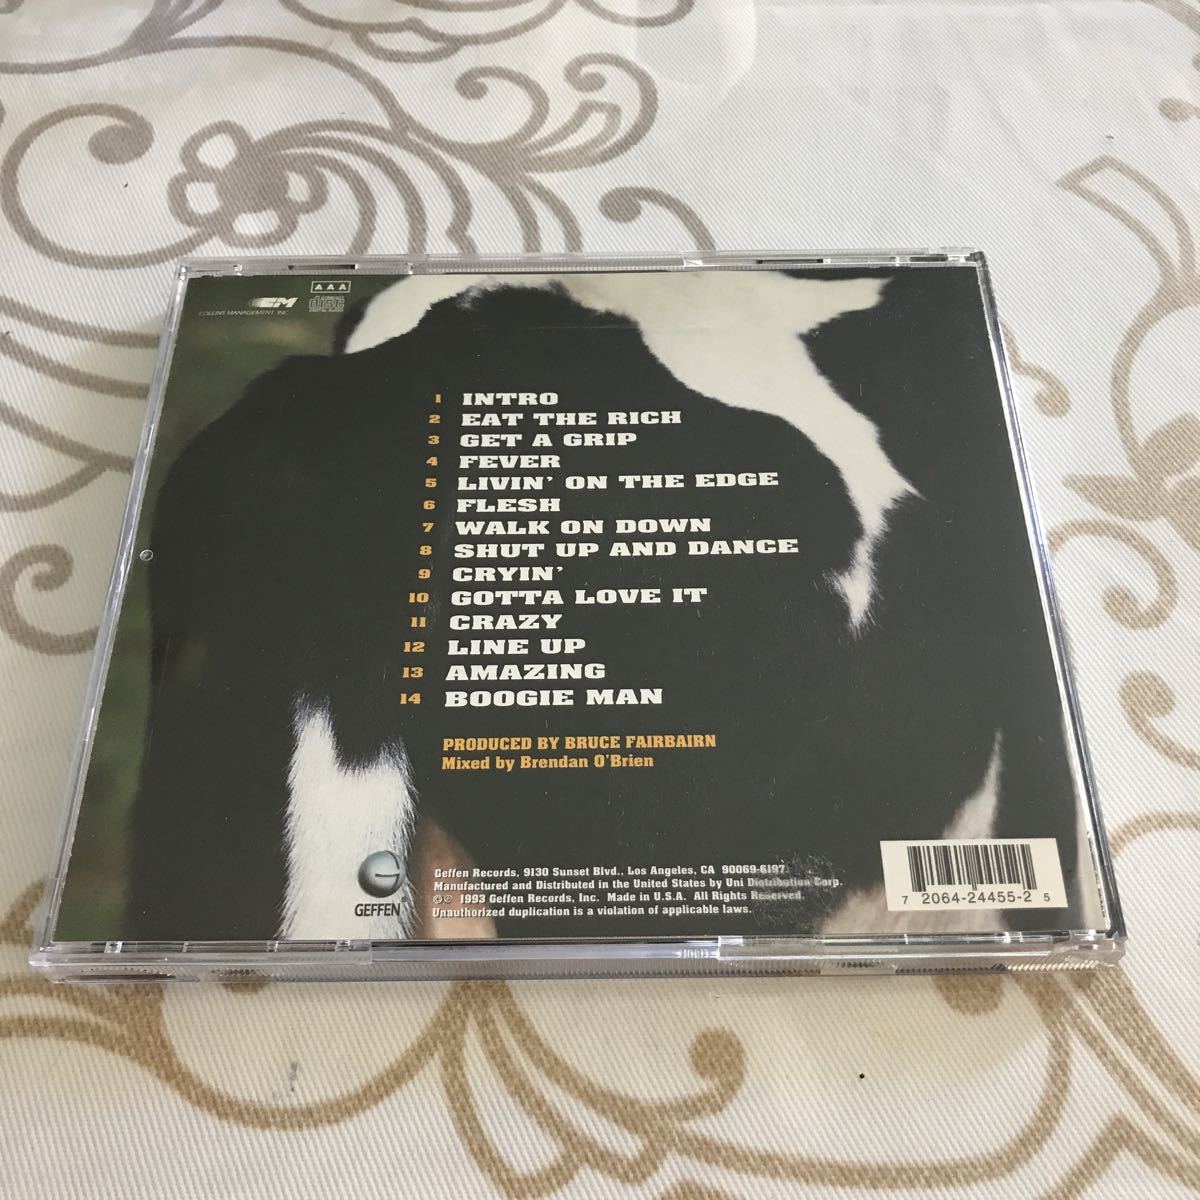 CM
COLLINS MANAGEMENT, INC.
AAA
COMPACT
disc
DIGITAL AUDIO
1 INTRO
2 EAT THE RICH
3 GET A GRIP
4 FEVER
5 LIVIN' ON THE EDGE
6 FLESH
7 WALK ON DOWN
8 SHUT UP AND DANCE
9 CRYIN'
10 GOTTA LOVE IT
11 CRAZY
12 LINE UP
13 AMAZING
14 BOOGIE MAN
PRODUCED BY BRUCE FAIRBAIRN
Mixed by Brendan O'Brien
GEFFEN
Geffen Records, 9130 Sunset Blvd., Los Angeles, CA 90069-6197.
Manufactured and Distributed in the United States by Uni Distribution Corp.
©℗ 1993 Geffen Records, Inc. Made in U.S.A. All Rights Reserved.
Unauthorized duplication is a violation of applicable laws.
7 2064-24455-2 5